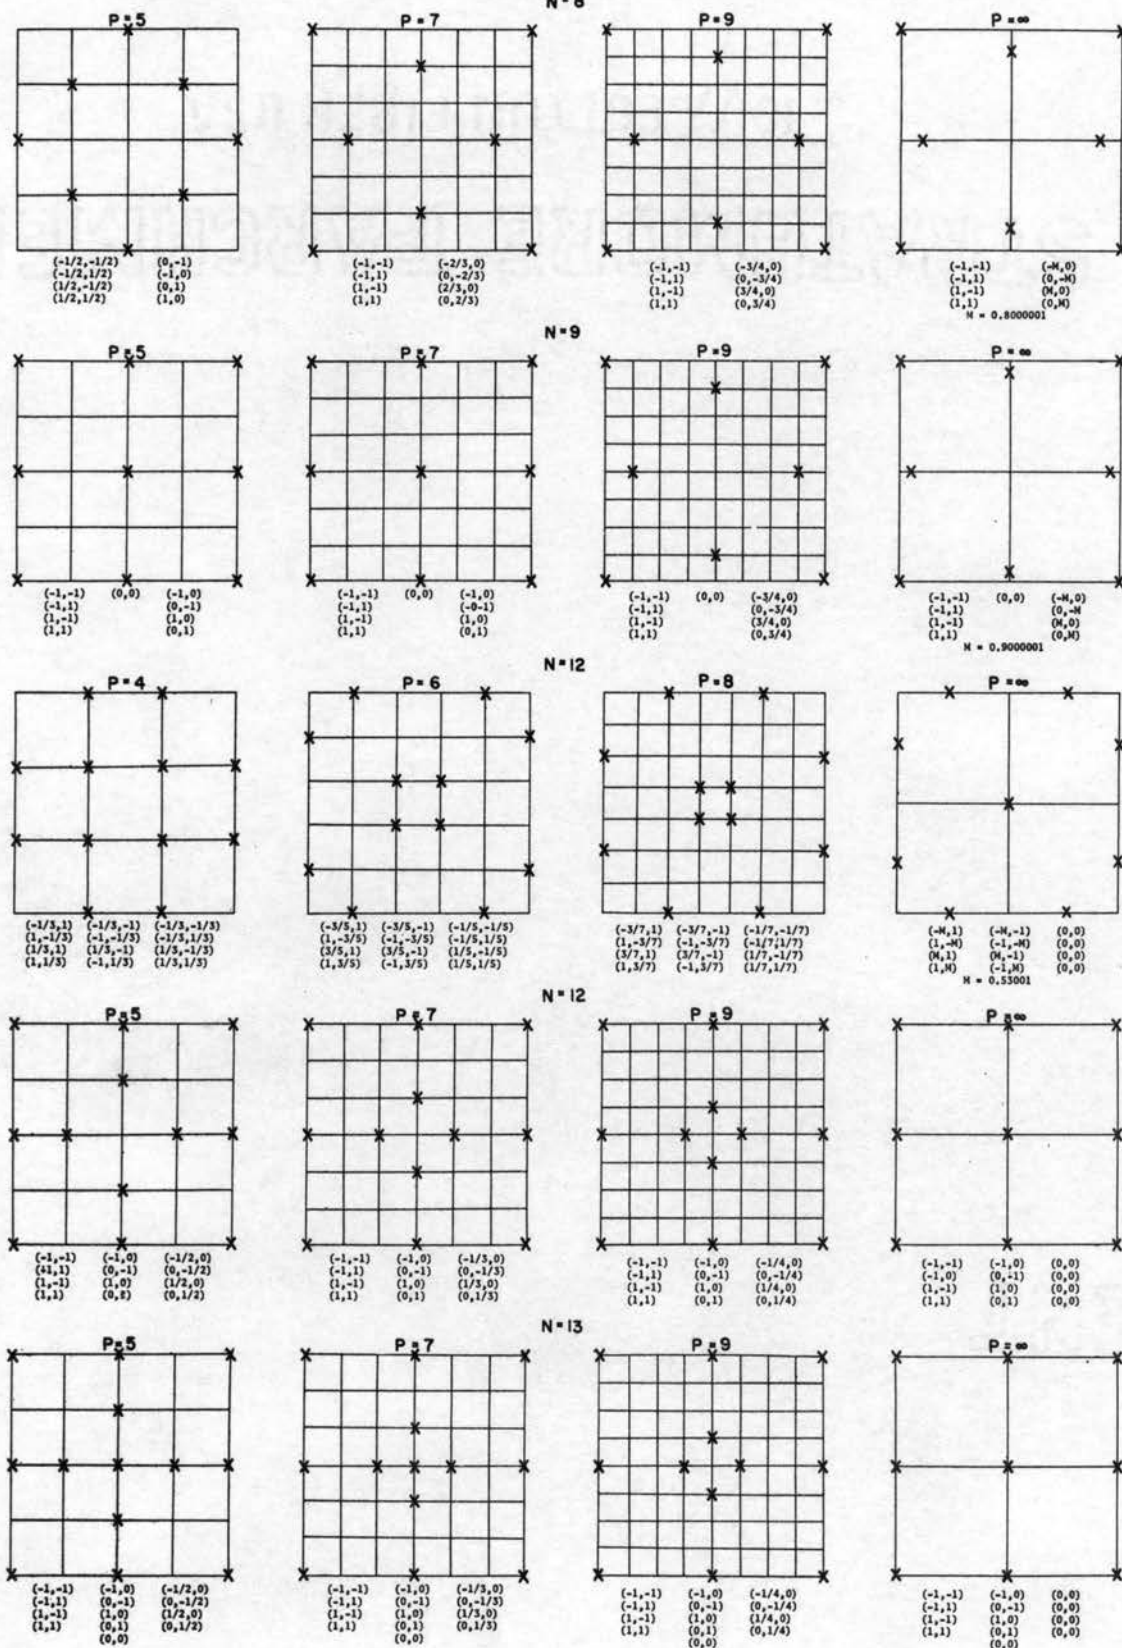 N=8
P=5 P=7 P=9 P=∞
(-1/2,-1/2) (0,-1) (-1,-1) (-2/3,0) (-1,-1) (-3/4,0) (-1,-1) (-M,0)
(-1/2,1/2) (-1,0) (-1,1) (0,-2/3) (-1,1) (0,-3/4) (-1,1) (0,-M)
(1/2,-1/2) (0,1) (1,-1) (2/3,0) (1,-1) (3/4,0) (1,-1) (M,0)
(1/2,1/2) (1,0) (1,1) (0,2/3) (1,1) (0,3/4) (1,1) (0,M)
M = 0.8000001
N=9
P=5 P=7 P=9 P=∞
(-1,-1) (0,0) (-1,0) (-1,-1) (0,0) (-1,0) (-1,-1) (0,0) (-3/4,0) (-1,-1) (0,0) (-M,0)
(-1,1) (0,-1) (-1,1) (-0-1) (-1,1) (0,-3/4) (-1,1) (0,-M
(1,-1) (1,0) (1,-1) (1,0) (1,-1) (3/4,0) (1,-1) (M,0)
(1,1) (0,1) (1,1) (0,1) (1,1) (0,3/4) (1,1) (0,M)
M = 0.9000001
N=12
P=4 P=6 P=8 P=∞
(-1/3,1) (-1/3,-1) (-1/3,-1/3) (-3/5,1) (-3/5,-1) (-1/5,-1/5) (-3/7,1) (-3/7,-1) (-1/7,-1/7) (-M,1) (-M,-1) (0,0)
(1,-1/3) (-1,-1/3) (-1/3,1/3) (1,-3/5) (-1,-3/5) (-1/5,1/5) (1,-3/7) (-1,-3/7) (-1/7,1/7) (1,-M) (-1,-M) (0,0)
(1/3,1) (1/3,-1) (1/3,-1/3) (3/5,1) (3/5,-1) (1/5,-1/5) (3/7,1) (3/7,-1) (1/7,-1/7) (M,1) (M,-1) (0,0)
(1,1/3) (-1,1/3) (1/3,1/3) (1,3/5) (-1,3/5) (1/5,1/5) (1,3/7) (-1,3/7) (1/7,1/7) (1,M) (-1,M) (0,0)
M = 0.53001
N=12
P=5 P=7 P=9 P=∞
(-1,-1) (-1,0) (-1/2,0) (-1,-1) (-1,0) (-1/3,0) (-1,-1) (-1,0) (-1/4,0) (-1,-1) (-1,0) (0,0)
(0,-1) (0,-1/2) (-1,1) (0,-1) (0,-1/3) (-1,1) (0,-1) (0,-1/4) (-1,0) (0,0)
(1,-1) (1,0) (1/2,0) (1,-1) (1,0) (1/3,0) (1,-1) (1,0) (1/4,0) (1,-1) (1,0) (0,0)
(1,1) (0,1/2) (1,1) (0,1) (0,1/3) (1,1) (0,1) (0,1/4) (1,1) (0,1) (0,0)
N=13
P=5 P=7 P=9 P=∞
(-1,-1) (-1,0) (-1/2,0) (-1,-1) (-1,0) (-1/3,0) (-1,-1) (-1,0) (-1/4,0) (-1,-1) (-1,0) (0,0)
(-1,1) (0,-1) (0,-1/2) (-1,1) (0,-1) (0,-1/3) (-1,1) (0,-1) (0,-1/4) (-1,1) (0,-1) (0,0)
(1,-1) (1,0) (1/2,0) (1,-1) (1,0) (1/3,0) (1,-1) (1,0) (1/4,0) (1,-1) (1,0) (0,0)
(1,1) (0,1) (0,1/2) (1,1) (0,1) (0,1/3) (1,1) (0,1) (0,1/4) (1,1) (0,1) (0,0)
(0,0) (0,0) (0,0) (0,0)